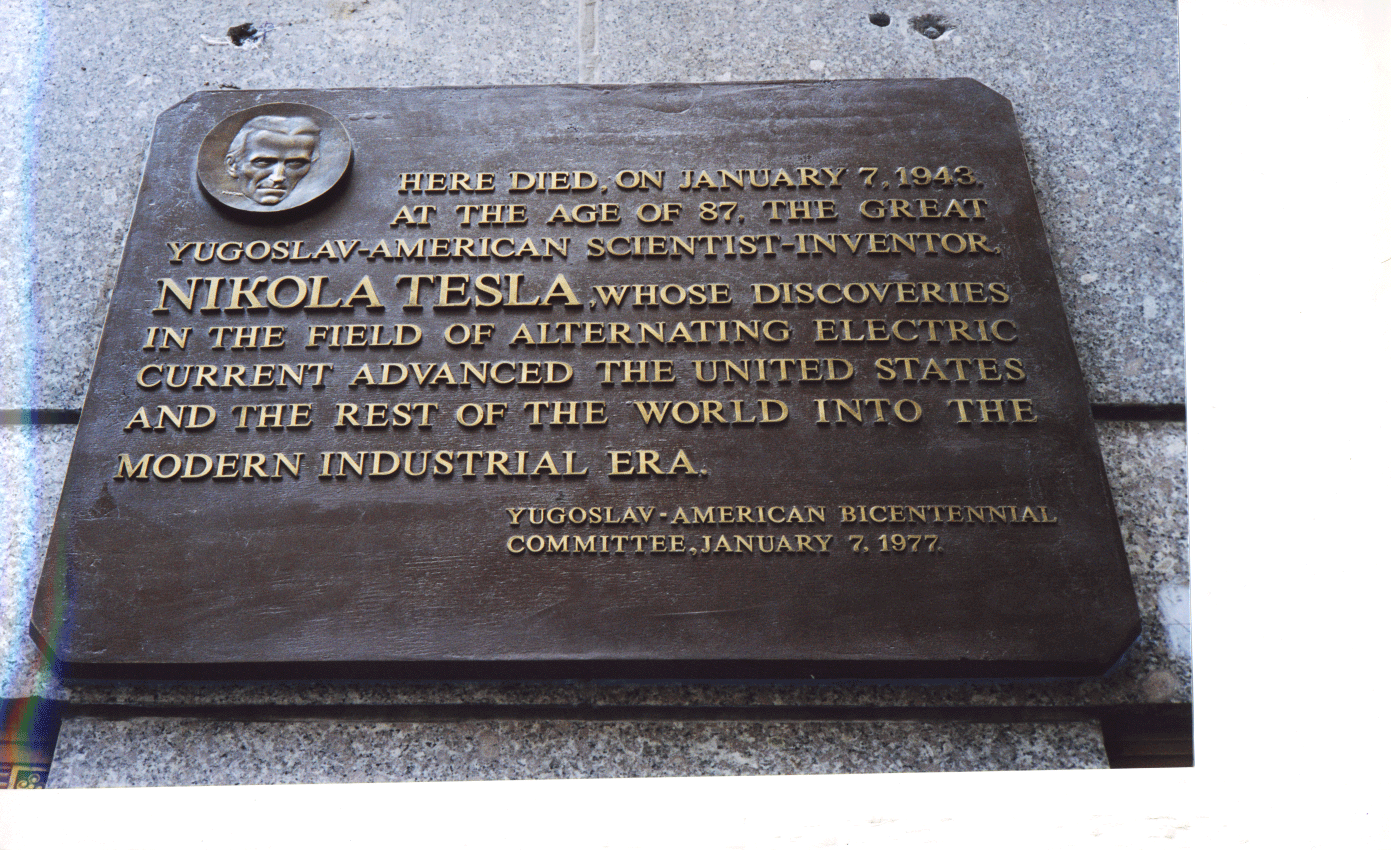 HERE DIED, ON JANUARY 7, 1943,
AT THE AGE OF 87, THE GREAT
YUGOSLAV-AMERICAN SCIENTIST-INVENTOR,
NIKOLA TESLA, WHOSE DISCOVERIES
IN THE FIELD OF ALTERNATING ELECTRIC
CURRENT ADVANCED THE UNITED STATES
AND THE REST OF THE WORLD INTO THE
MODERN INDUSTRIAL ERA.
YUGOSLAV-AMERICAN BICENTENNIAL
COMMITTEE, JANUARY 7, 1977.